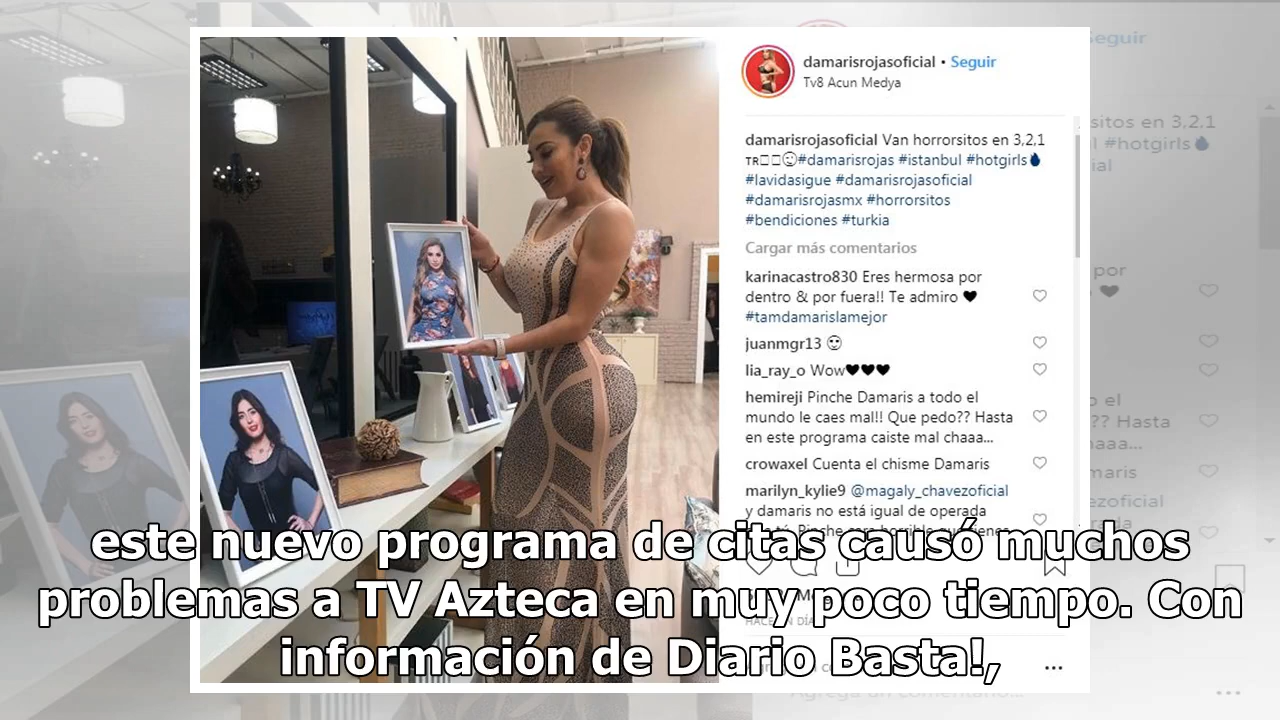 damarisrojasoficial • Seguir
Tv8 Acun Medya
damarisrojasoficial Van horrorsitos en 3,2,1
TR #damarisrojas #istanbul #hotgirls
#lavidasigue #damarisrojasoficial
#damarisrojasmx #horrorsitos
#bendiciones #turkia
Cargar más comentarios
karinacastro830 Eres hermosa por
dentro & por fuera!! Te admiro ♥
#tamdamarislamejor
juanmgr13
lia_ray_o Wow♥♥♥
hemireji Pinche Damaris a todo el
mundo le caes mal!! Que pedo?? Hasta
en este programa caiste mal chaaa...
crowaxel Cuenta el chisme Damaris
marilyn_kylie9 @magaly_chavezoficial
y damaris no está igual de operada
este nuevo programa de citas causó muchos
problemas a TV Azteca en muy poco tiempo. Con
información de Diario Basta!,